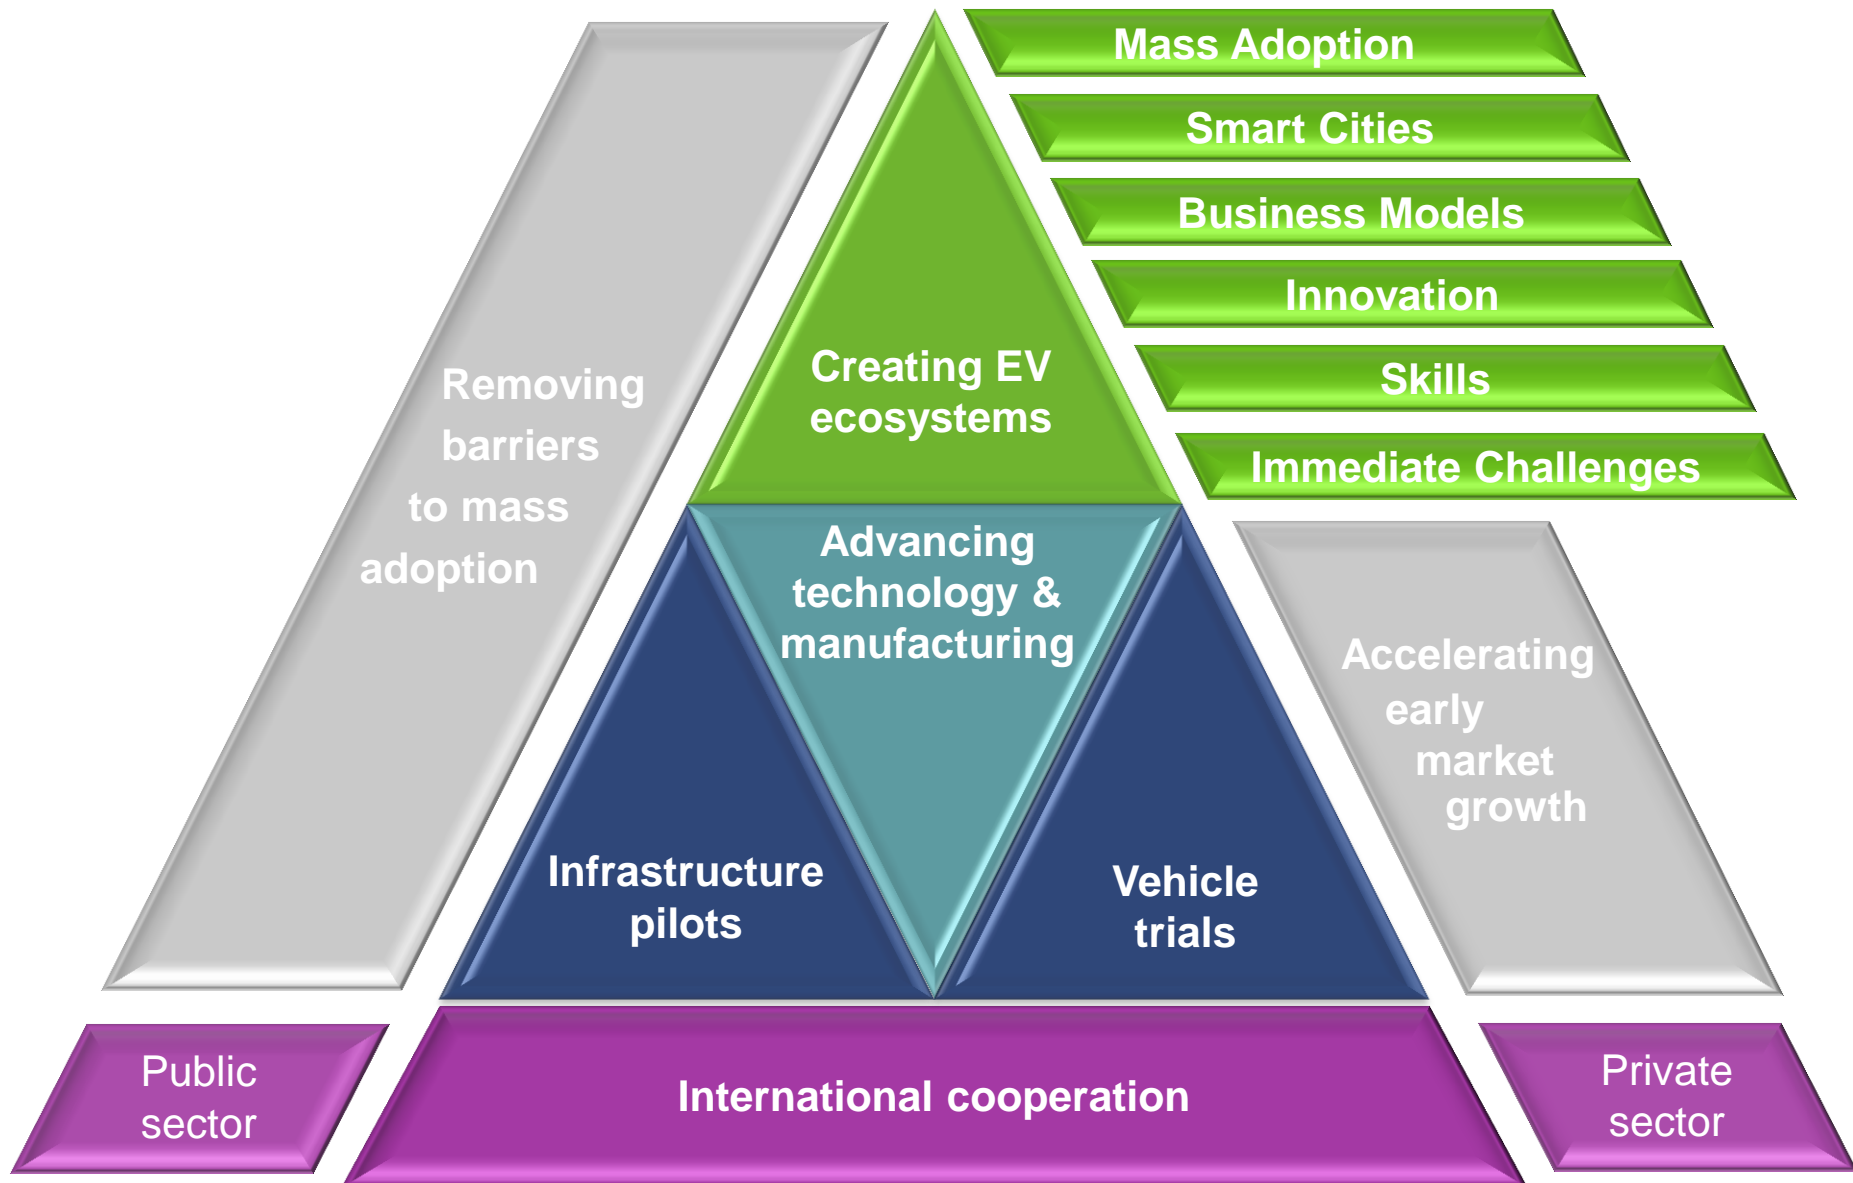 Mass Adoption
Smart Cities
Business Models
Innovation
Skills
Immediate Challenges
Creating EV
ecosystems
Removing
barriers
to mass
adoption
Advancing
technology &
manufacturing
Accelerating
early
market
growth
Infrastructure
pilots
Vehicle
trials
Public
sector
International cooperation
Private
sector